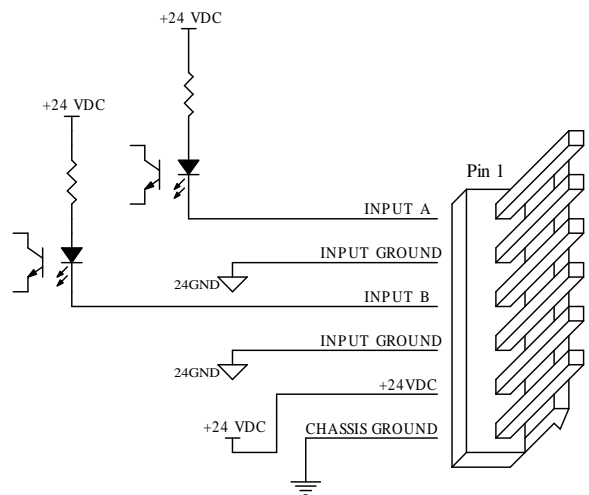 +24 VDC
+24 VDC
Pin 1
INPUT A
INPUT GROUND
24GND
INPUT B
INPUT GROUND
24GND
+24VDC
+24 VDC
CHASSIS GROUND